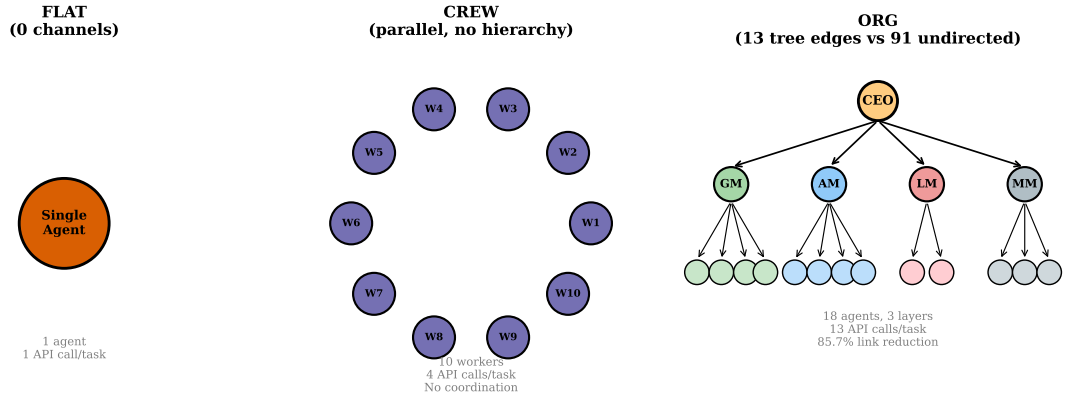 FLAT
(0 channels)
Single
Agent
1 agent
1 API call/task
CREW
(parallel, no hierarchy)
W4
W3
W5
W2
W6
W1
W7
W10
W8
W9
10 workers
4 API calls/task
No coordination
ORG
(13 tree edges vs 91 undirected)
CEO
GM
AM
LM
MM
18 agents, 3 layers
13 API calls/task
85.7% link reduction